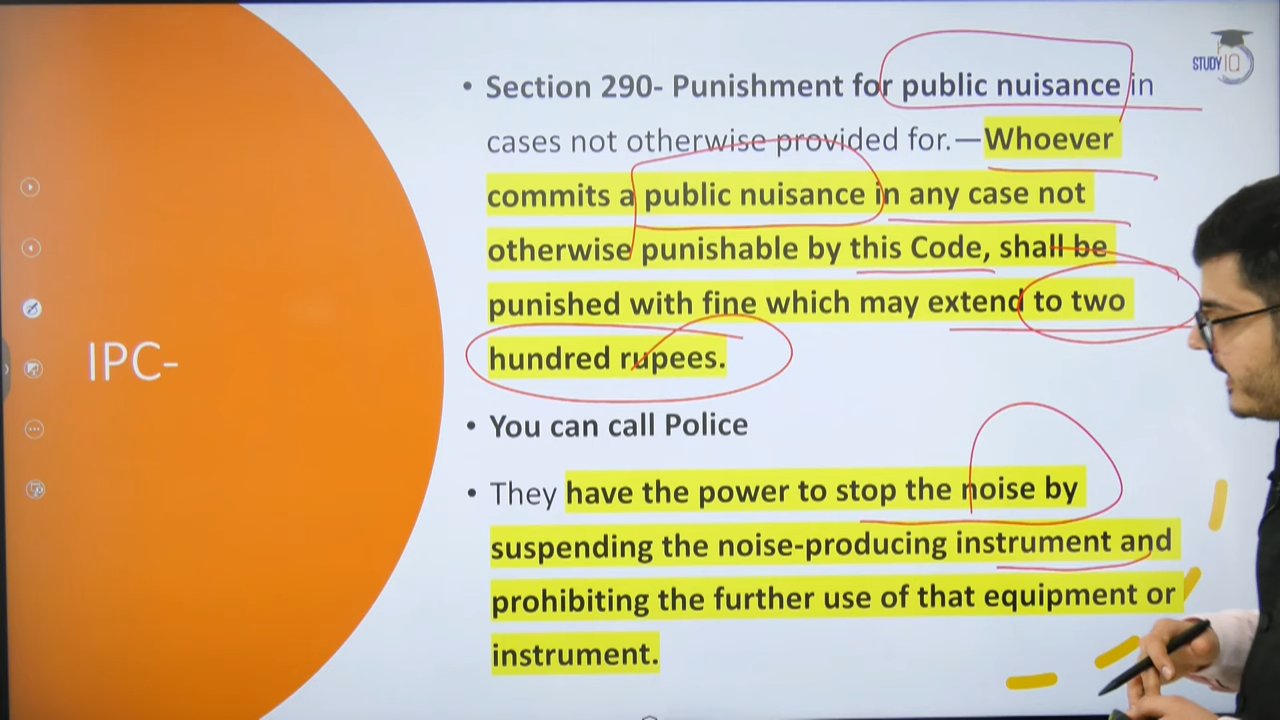 STUDY IQ
• Section 290- Punishment for public nuisance in
cases not otherwise provided for.—Whoever
commits a public nuisance in any case not
otherwise punishable by this Code, shall be
punished with fine which may extend to two
hundred rupees.
IPC-
• You can call Police
• They have the power to stop the noise by
suspending the noise-producing instrument and
prohibiting the further use of that equipment or
instrument.